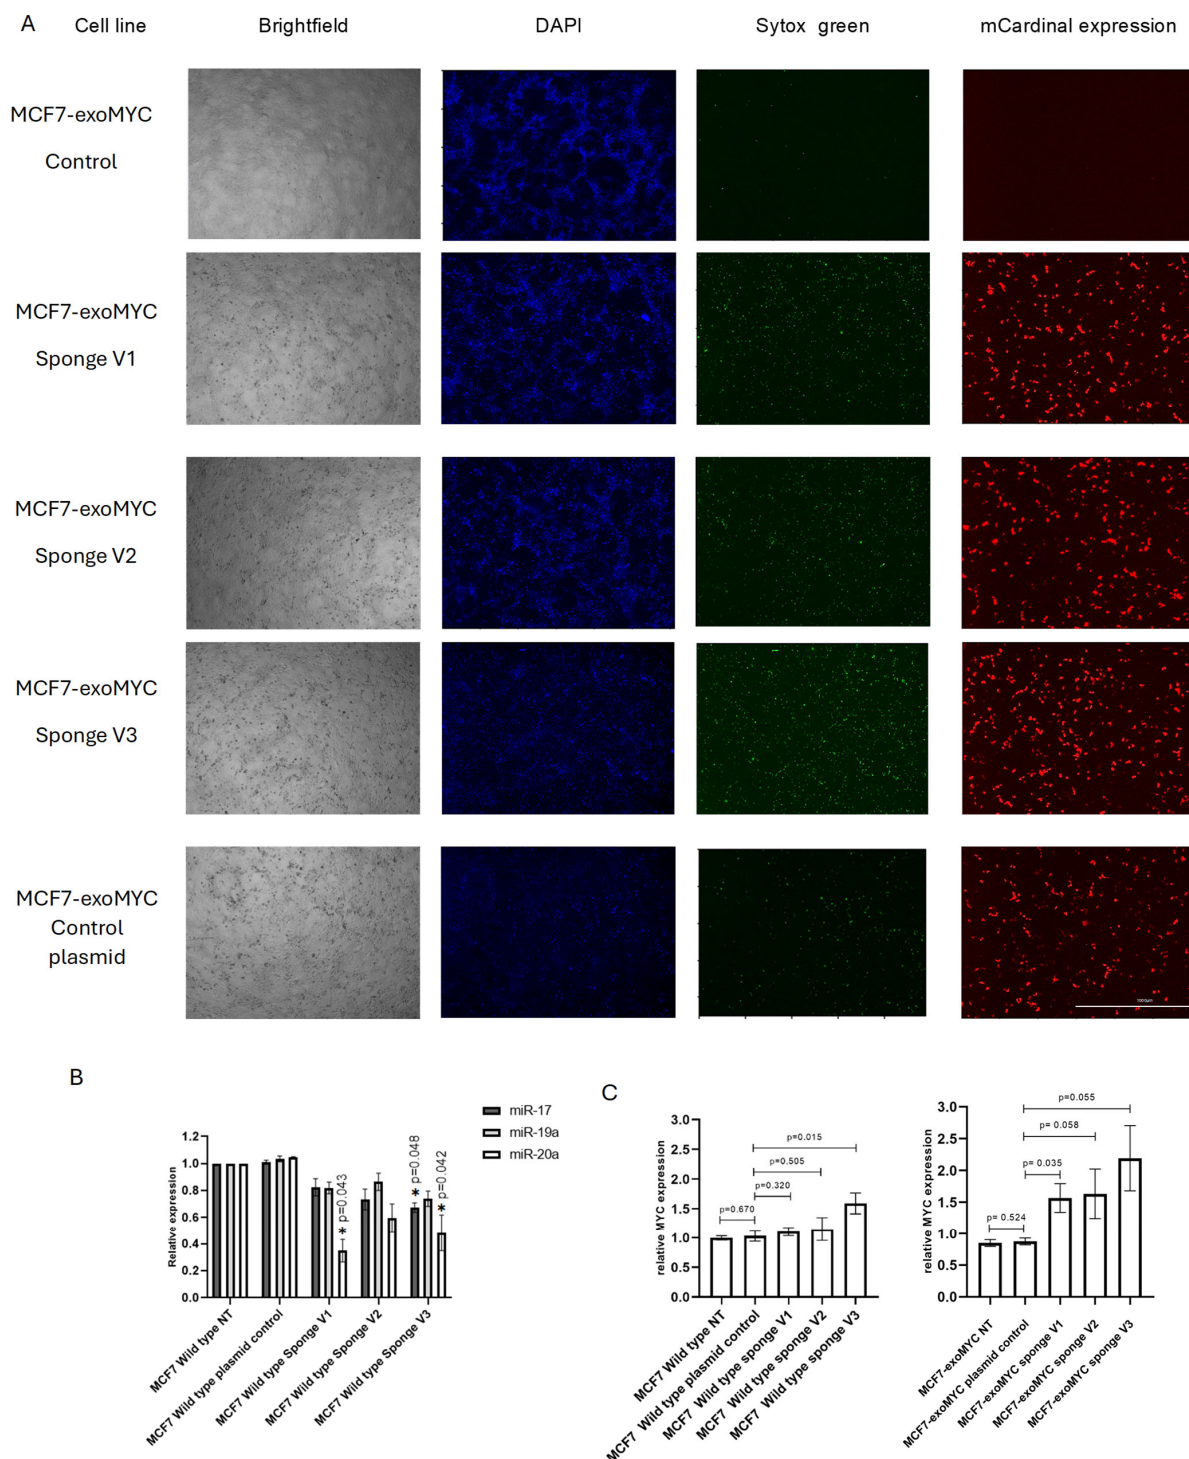 A
Cell line
Brightfield
DAPI
Sytox green
mCardinal expression
MCF7-exoMYC
Control
MCF7-exoMYC
Sponge V1
MCF7-exoMYC
Sponge V2
MCF7-exoMYC
Sponge V3
MCF7-exoMYC
Control
plasmid
1000µm
B
miR-17
miR-19a
miR-20a
Relative expression
1.2
1.0
0.8
0.6
0.4
0.2
0.0
* p=0.043
* p=0.048
* p=0.042
MCF7 Wild type NT
MCF7 Wild type plasmid control
MCF7 Wild type Sponge V1
MCF7 Wild type Sponge V2
MCF7 Wild type Sponge V3
C
relative MYC expression
3.0
2.5
2.0
1.5
1.0
0.5
0.0
p=0.015
p=0.505
p=0.320
p=0.670
MCF7 Wild type NT
MCF7 Wild type plasmid control
MCF7 Wild type sponge V1
MCF7 Wild type sponge V2
MCF7 Wild type sponge V3
relative MYC expression
3.0
2.5
2.0
1.5
1.0
0.5
0.0
p=0.055
p= 0.058
p= 0.035
p= 0.524
MCF7-exoMYC NT
MCF7-exoMYC plasmid control
MCF7-exoMYC sponge V1
MCF7-exoMYC sponge V2
MCF7-exoMYC sponge V3